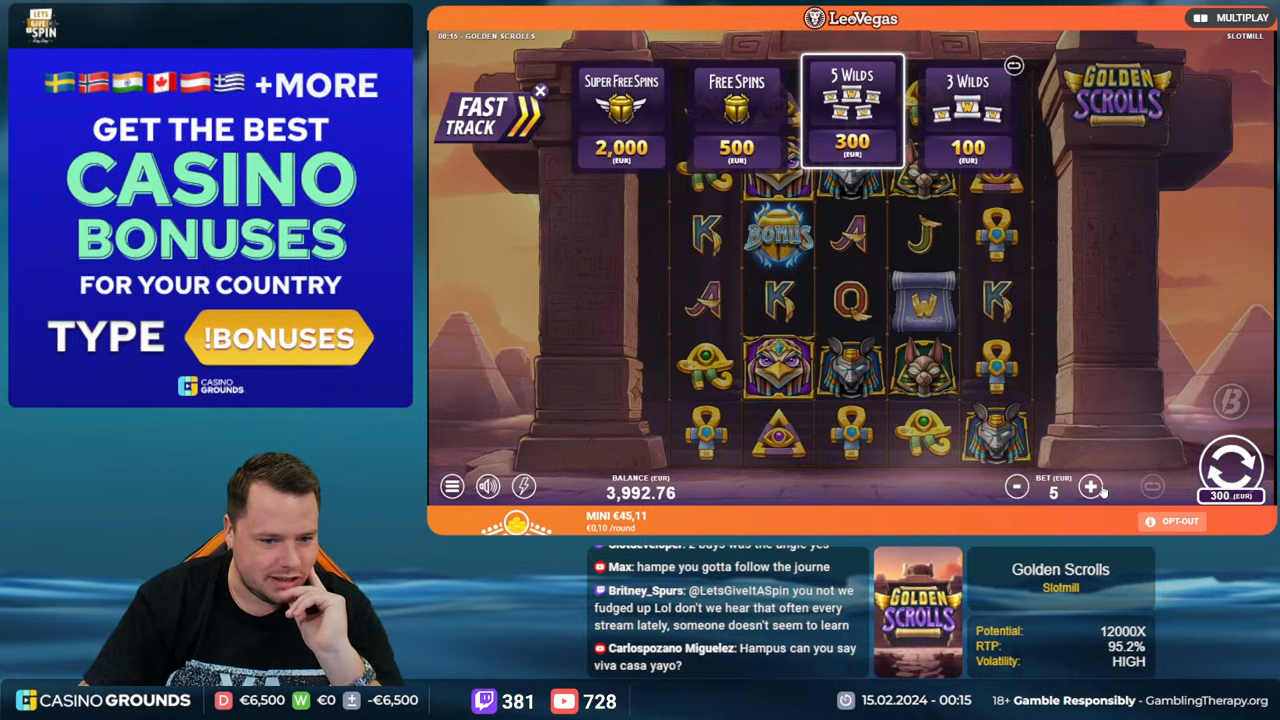 LETS
GIVE IT A
SPIN
+MORE
GET THE BEST
CASINO
BONUSES
FOR YOUR COUNTRY
TYPE !BONUSES
CASINO
GROUNDS
LeoVegas
MULTIPLAY
00:15 - GOLDEN SCROLLS
SLOTMILL
FAST
TRACK
SUPER FREE SPINS
2,000
(EUR)
FREE SPINS
500
(EUR)
5 WILDS
W
300
(EUR)
3 WILDS
W
100
(EUR)
GOLDEN
SCROLLS
K BONUS A J
A K Q W K
B
BALANCE (EUR)
3,992.76
BET (EUR)
5
300 (EUR)
MINI €45,11
€0,10 /round
OPT-OUT
Slotdeveloper: 2 buys was the angle yes
Max: hampe you gotta follow the journe
Britney_Spurs: @LetsGiveItASpin you not we
fudged up Lol don't we hear that often every
stream lately, someone doesn't seem to learn
Carlospozano Miguelez: Hampus can you say
viva casa yayo?
GOLDEN
SCROLLS
Golden Scrolls
Slotmill
Potential: 12000X
RTP: 95.2%
Volatility: HIGH
CASINOGROUNDS
D €6,500 W €0 ± -€6,500
381
728
15.02.2024 - 00:15
18+ Gamble Responsibly - GamblingTherapy.org